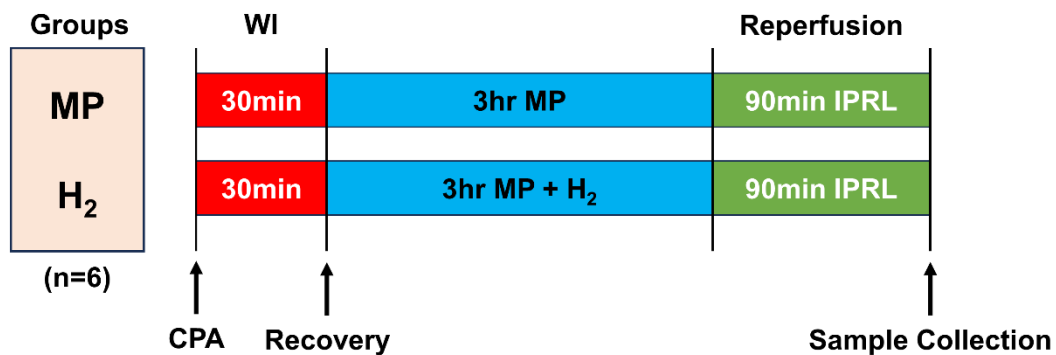 Groups WI Reperfusion
MP 30min 3hr MP 90min IPRL
H₂ 30min 3hr MP + H₂ 90min IPRL
(n=6)
CPA Recovery Sample Collection